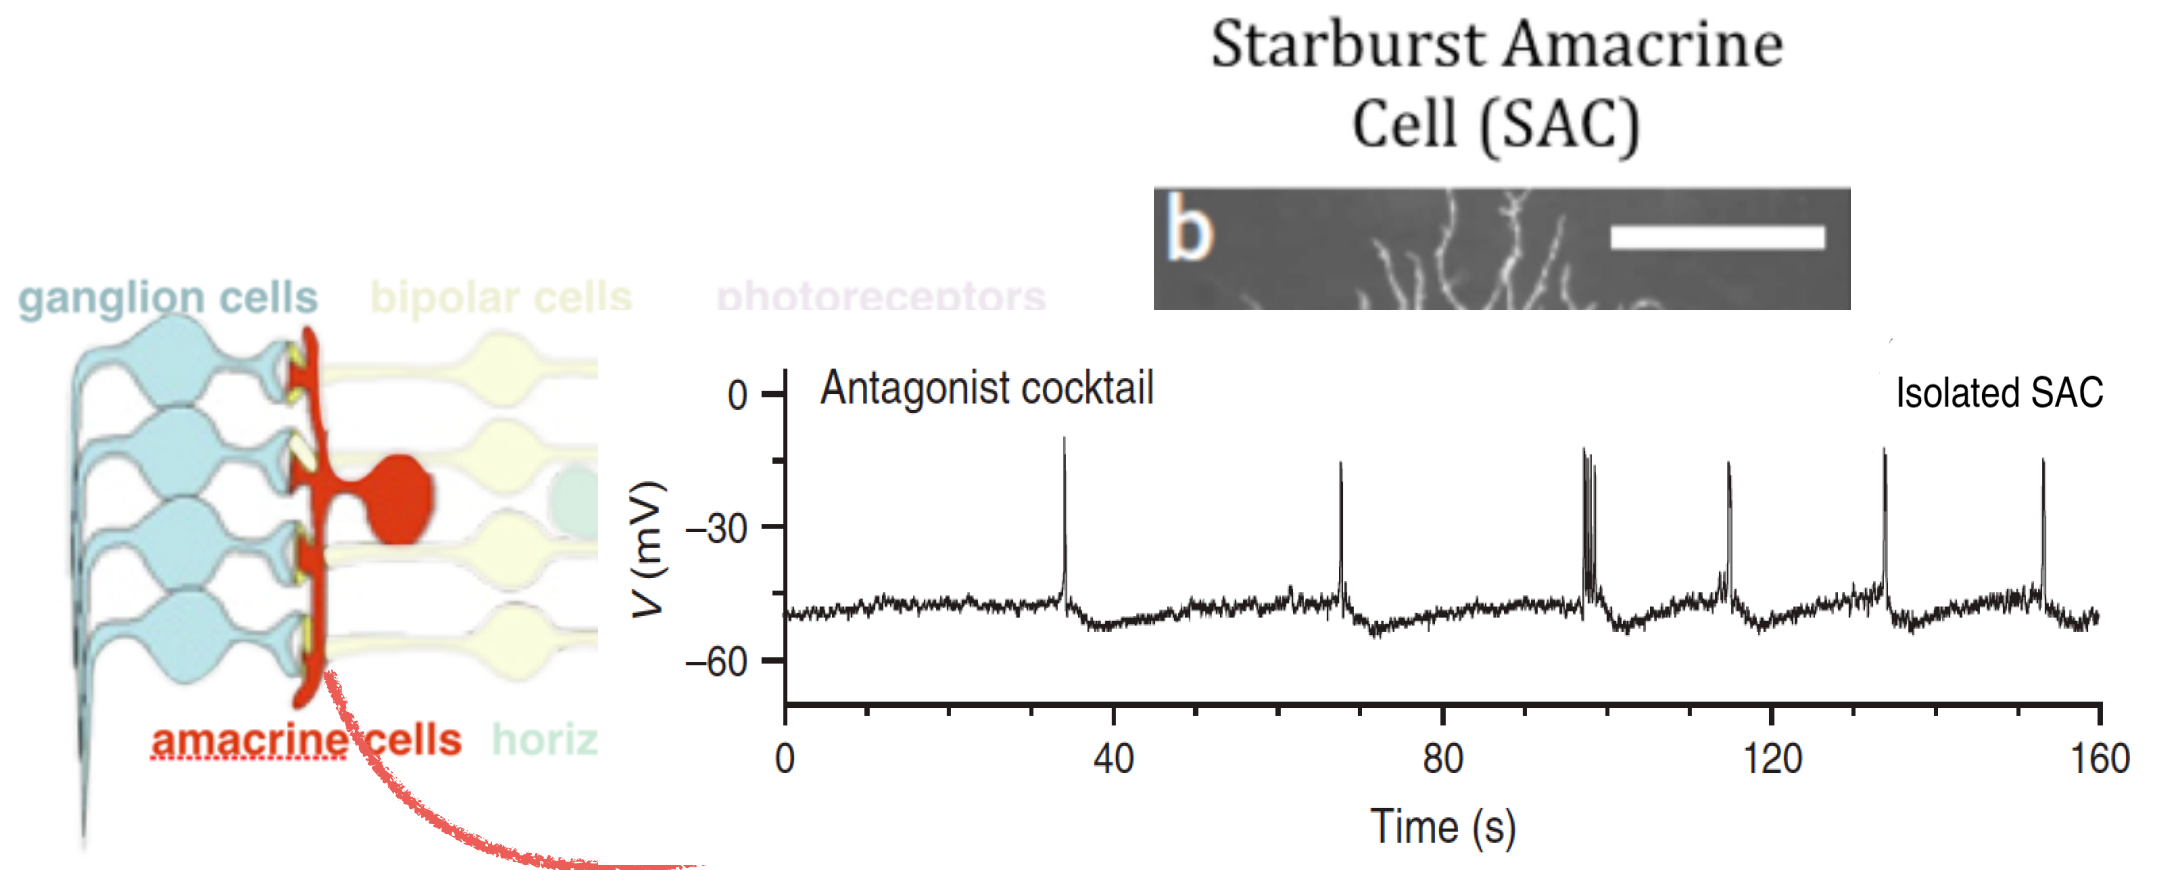 Starburst Amacrine
Cell (SAC)
b
ganglion cells
bipolar cells
photoreceptors
amacrine cells
horiz
Antagonist cocktail
Isolated SAC
V (mV)
0
–30
–60
0
40
80
120
160
Time (s)